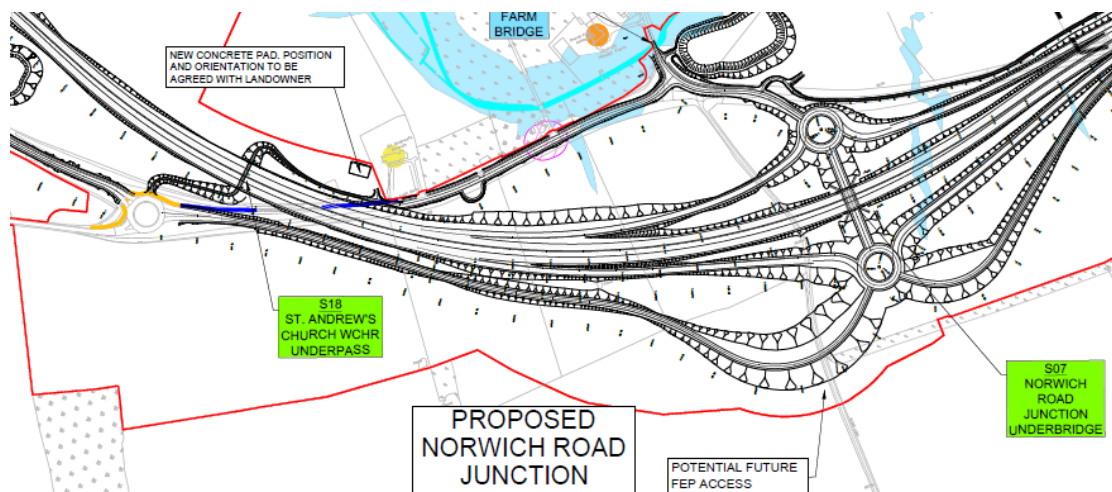 FARM
BRIDGE
NEW CONCRETE PAD. POSITION
AND ORIENTATION TO BE
AGREED WITH LANDOWNER
S18
ST. ANDREW'S
CHURCH WCHR
UNDERPASS
PROPOSED
NORWICH ROAD
JUNCTION
S07
NORWICH
ROAD
JUNCTION
UNDERBRIDGE
POTENTIAL FUTURE
FEP ACCESS